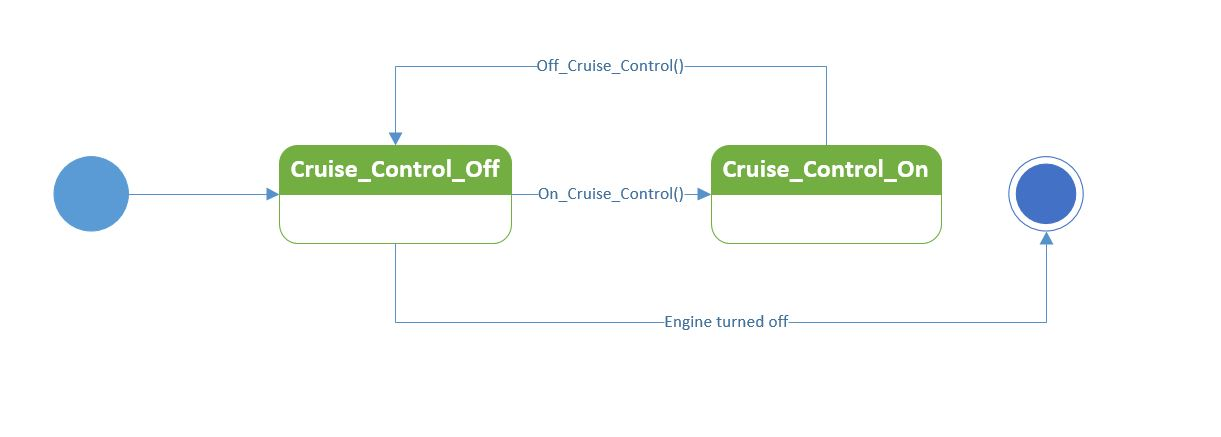 Off_Cruise_Control()
Cruise_Control_Off
Cruise_Control_On
On_Cruise_Control()
Engine turned off